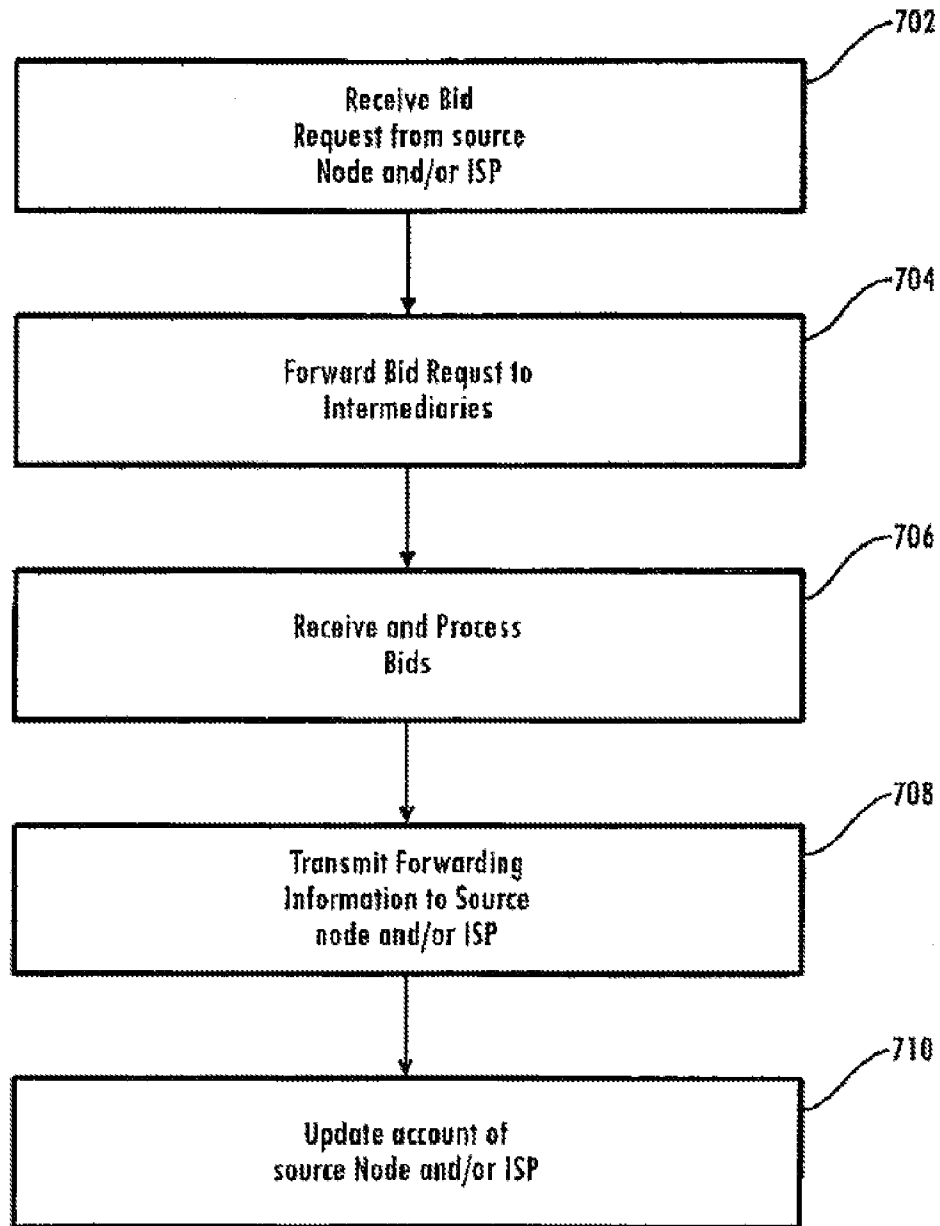 702
Receive Bid
Request from source
Node and/or ISP
704
Forward Bid Requst to
Intermediaries
706
Receive and Process
Bids
708
Transmit Forwarding
Information to Source
node and/or ISP
710
Update account of
source Node and/or ISP